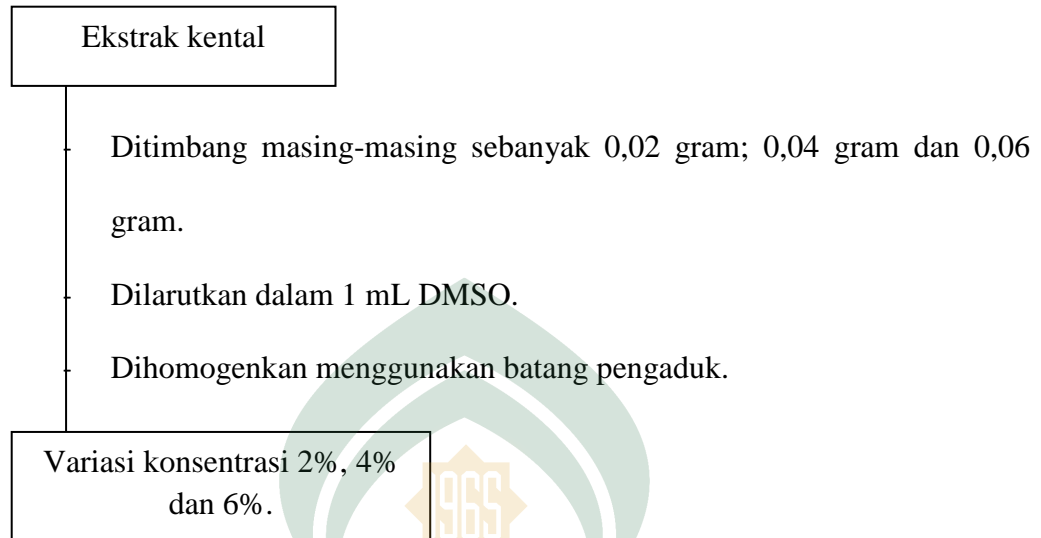 Ekstrak kental
- Ditimbang masing-masing sebanyak 0,02 gram; 0,04 gram dan 0,06
gram.
- Dilarutkan dalam 1 mL DMSO.
- Dihomogenkan menggunakan batang pengaduk.
Variasi konsentrasi 2%, 4%
dan 6%.
1965